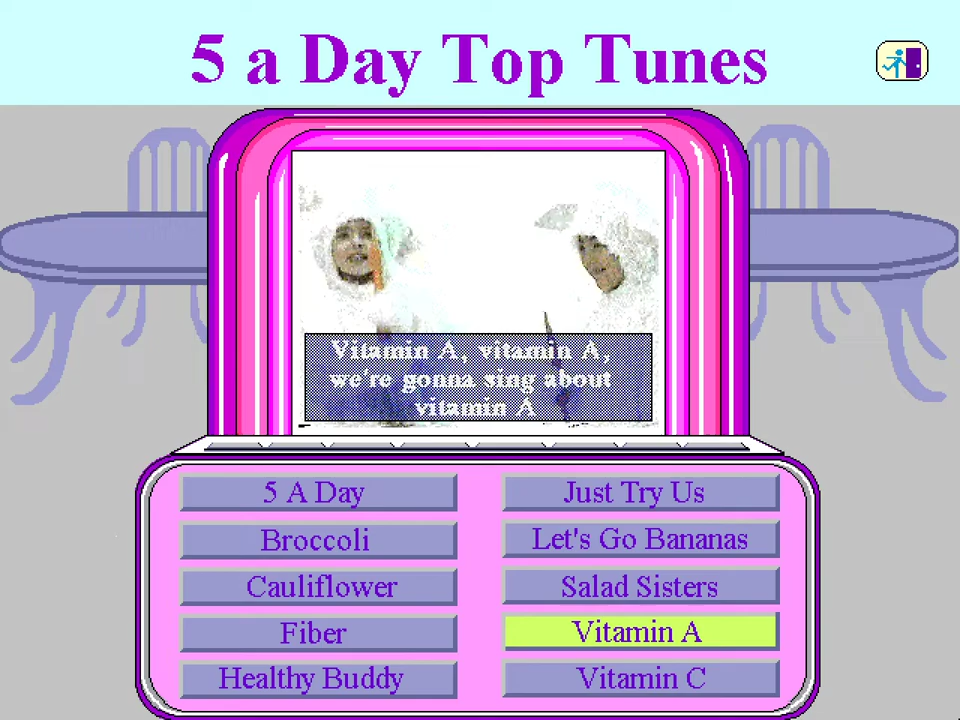 5 a Day Top Tunes
Vitamin A, vitamin A,
we're gonna sing about
vitamin A
5 A Day
Just Try Us
Broccoli
Let's Go Bananas
Cauliflower
Salad Sisters
Fiber
Vitamin A
Healthy Buddy
Vitamin C